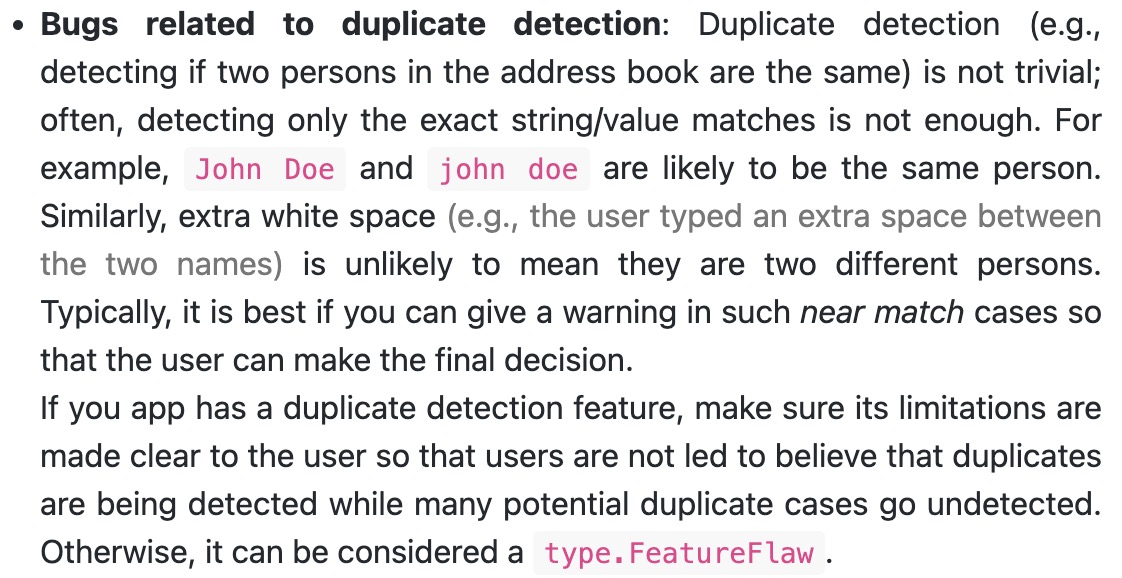 • Bugs related to duplicate detection: Duplicate detection (e.g.,
detecting if two persons in the address book are the same) is not trivial;
often, detecting only the exact string/value matches is not enough. For
example, John Doe and john doe are likely to be the same person.
Similarly, extra white space (e.g., the user typed an extra space between
the two names) is unlikely to mean they are two different persons.
Typically, it is best if you can give a warning in such near match cases so
that the user can make the final decision.
If you app has a duplicate detection feature, make sure its limitations are
made clear to the user so that users are not led to believe that duplicates
are being detected while many potential duplicate cases go undetected.
Otherwise, it can be considered a type.FeatureFlaw.